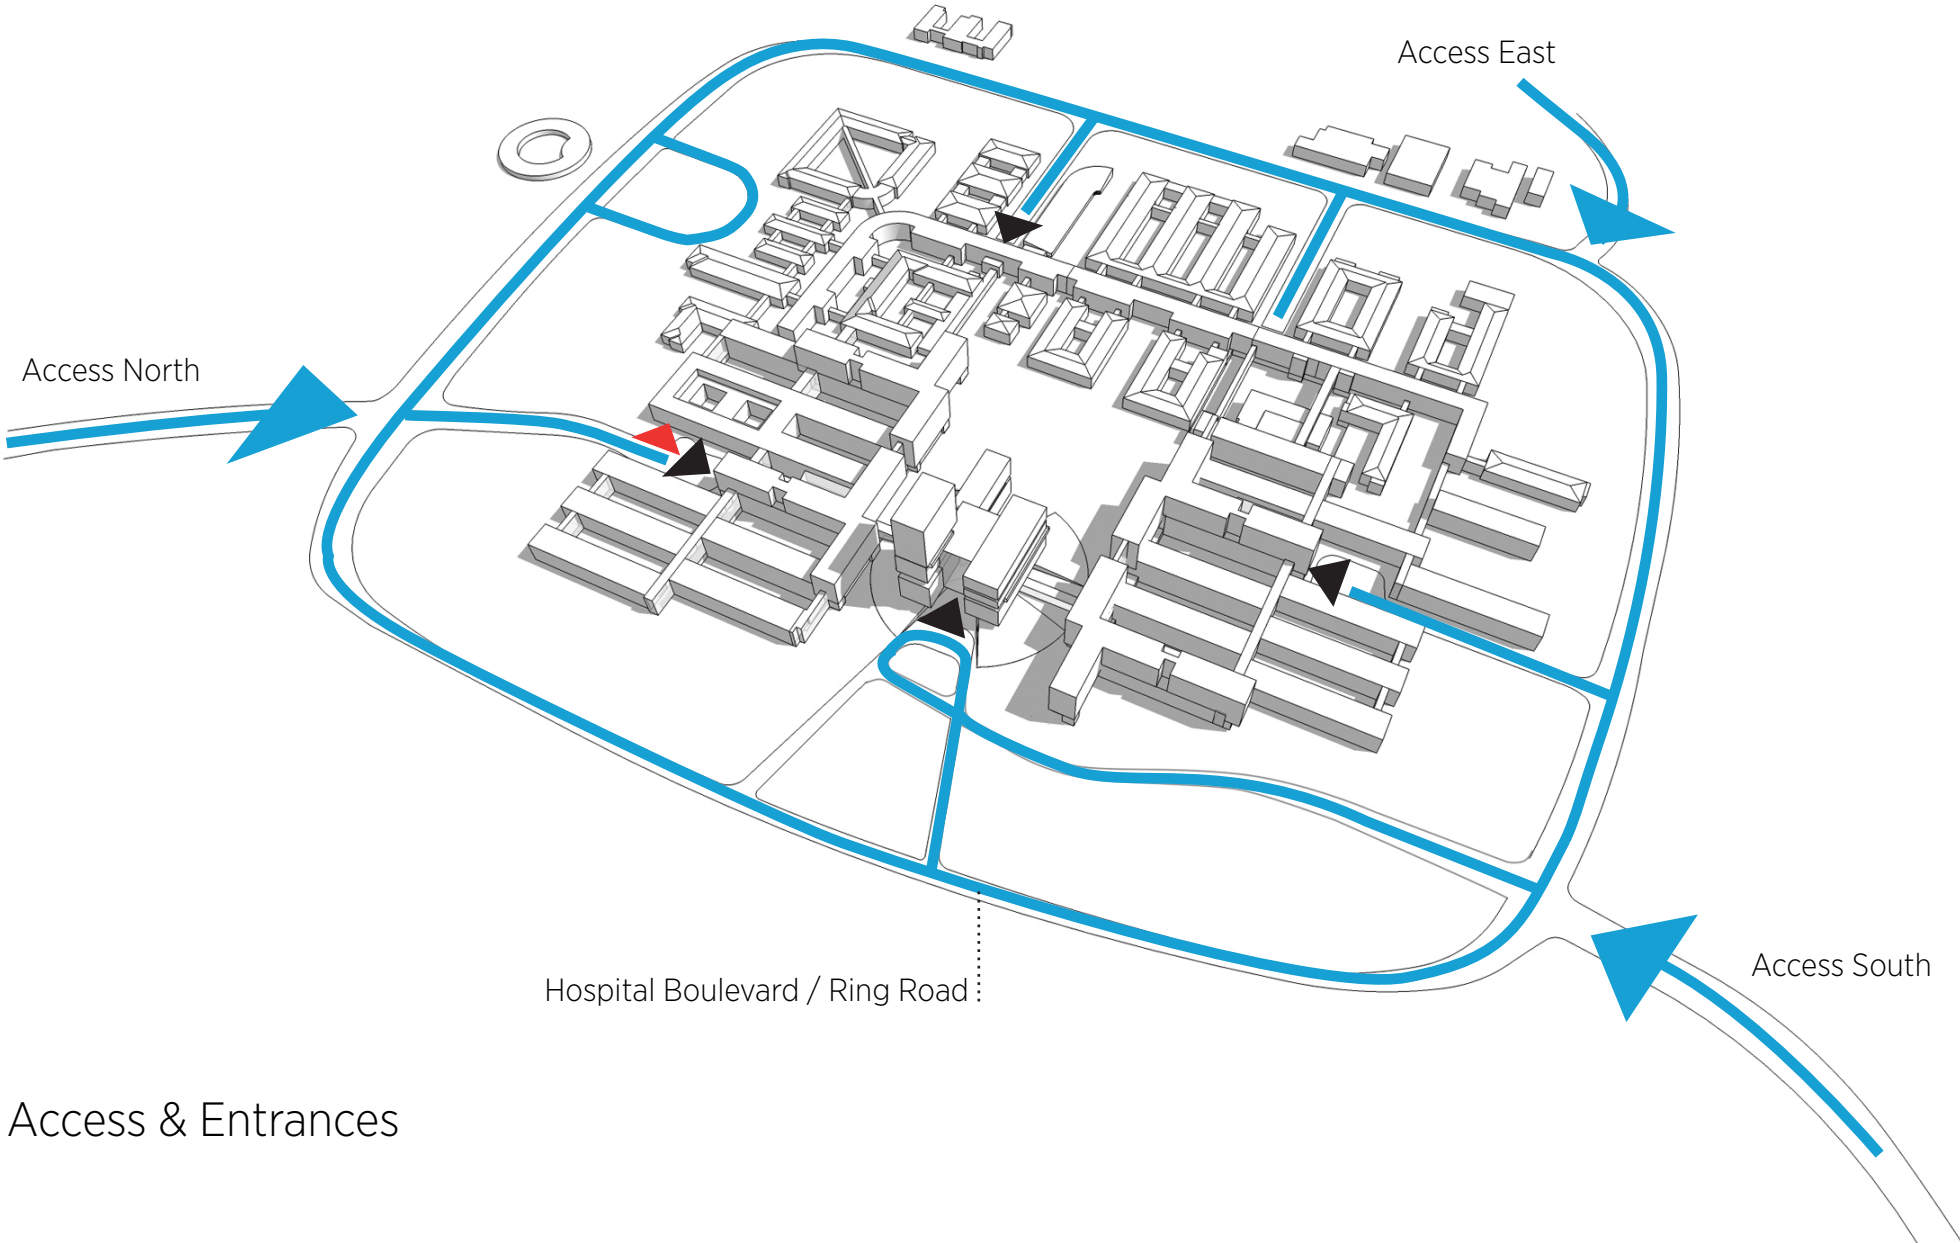 Access East
Access North
Access South
Hospital Boulevard / Ring Road
Access & Entrances